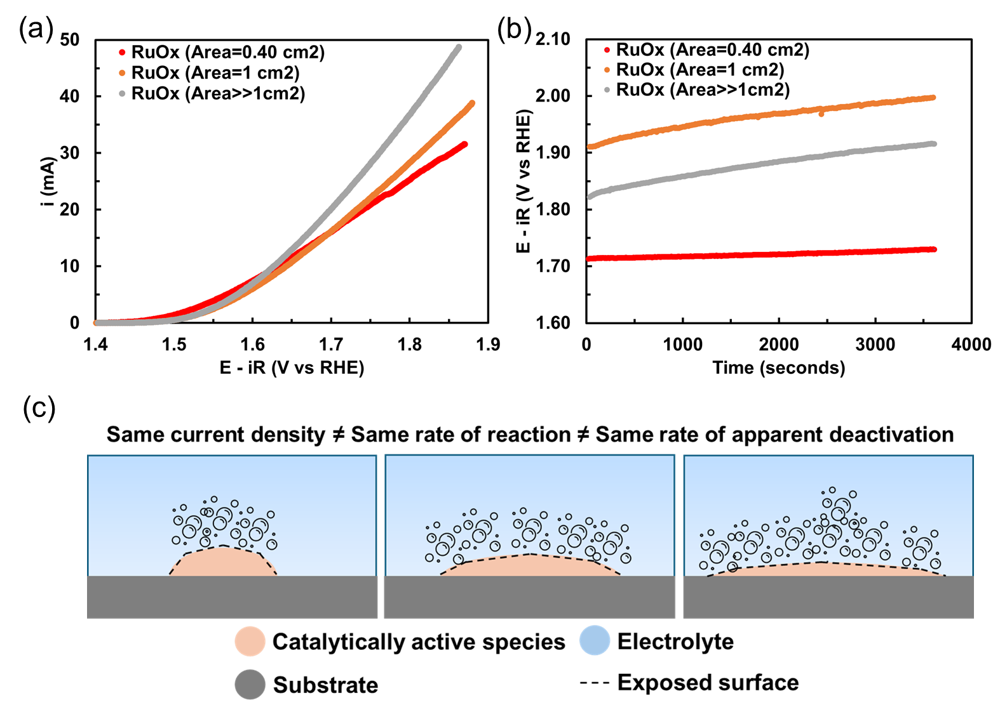 (a)
50
40
30
20
10
0
i (mA)
RuOx (Area=0.40 cm2)
RuOx (Area=1 cm2)
RuOx (Area>>1cm2)
1.4 1.5 1.6 1.7 1.8 1.9
E - iR (V vs RHE)
(b)
2.10
2.00
1.90
1.80
1.70
1.60
E - iR (V vs RHE)
RuOx (Area=0.40 cm2)
RuOx (Area=1 cm2)
RuOx (Area>>1cm2)
0 1000 2000 3000 4000
Time (seconds)
(c)
Same current density ≠ Same rate of reaction ≠ Same rate of apparent deactivation
Catalytically active species
Electrolyte
Substrate
Exposed surface